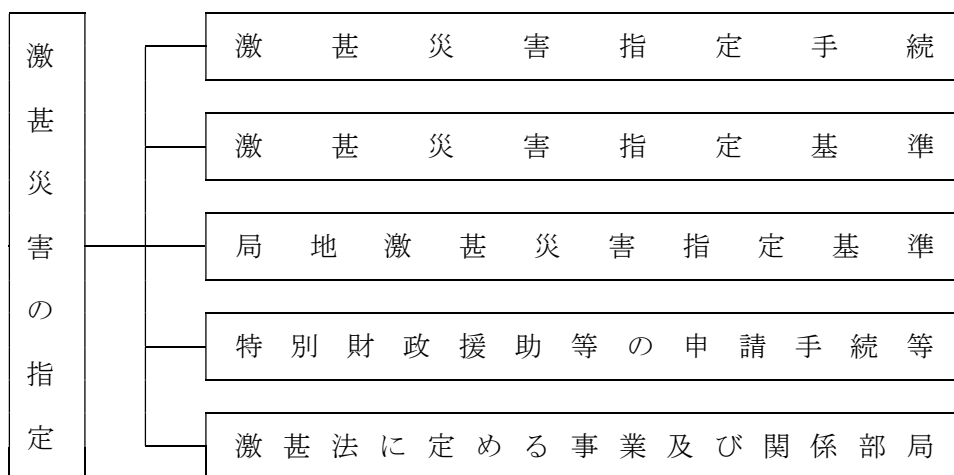 激甚災害の指定
激甚災害指定手続
激甚災害指定基準
局地激甚災害指定基準
特別財政援助等の申請手続等
激甚法に定める事業及び関係部局